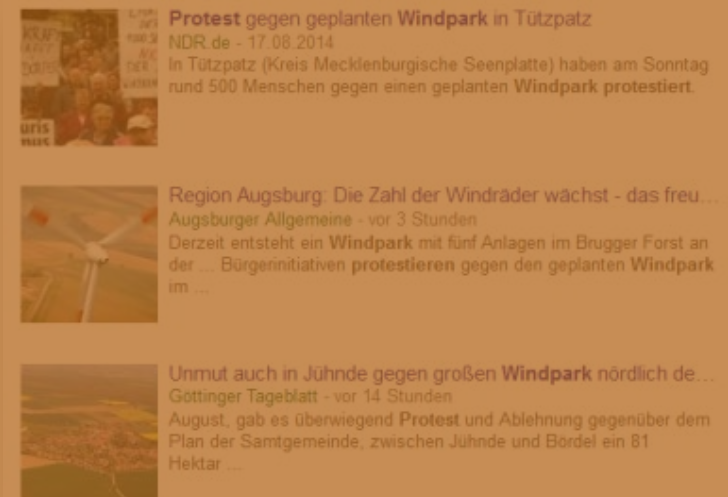 Protest gegen geplanten Windpark in Tützpatz
NDR.de - 17.08.2014
In Tützpatz (Kreis Mecklenburgische Seenplatte) haben am Sonntag
rund 500 Menschen gegen einen geplanten Windpark protestiert.
Region Augsburg: Die Zahl der Windräder wächst - das freu...
Augsburger Allgemeine - vor 3 Stunden
Derzeit entsteht ein Windpark mit fünf Anlagen im Brugger Forst an
der ... Bürgerinitiativen protestieren gegen den geplanten Windpark
im ...
Unmut auch in Jühnde gegen großen Windpark nördlich de...
Göttinger Tageblatt - vor 14 Stunden
August, gab es überwiegend Protest und Ablehnung gegenüber dem
Plan der Samtgemeinde, zwischen Jühnde und Bördel ein 81
Hektar ...